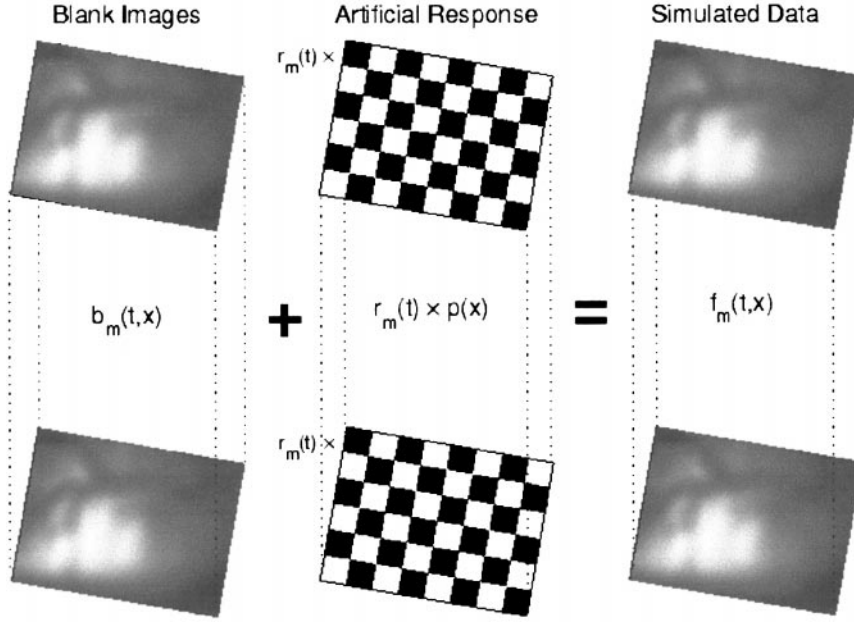 Blank Images
Artificial Response
Simulated Data
r_m(t) ×
b_m(t,x)
+
r_m(t) × p(x)
=
f_m(t,x)
r_m(t) ×